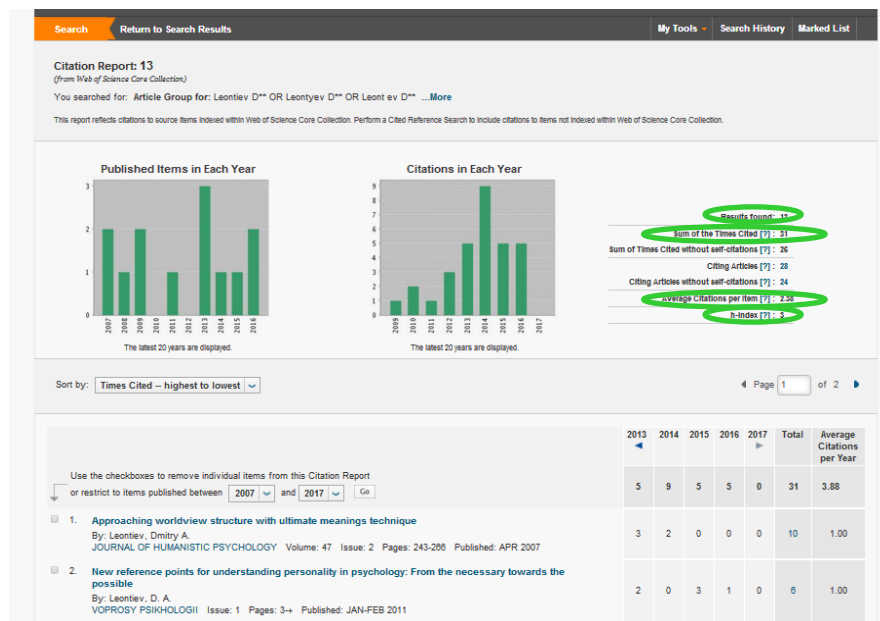 Search Return to Search Results My Tools Search History Marked List
Citation Report: 13
(from Web of Science Core Collection)
You searched for: Article Group for: Leontiev D** OR Leontyev D** OR Leont ev D** ...More
This report reflects citations to source items indexed within Web of Science Core Collection. Perform a Cited Reference Search to include citations to items not indexed within Web of Science Core Collection.
Published Items in Each Year
3
2
1
0
2007 2008 2009 2010 2011 2012 2013 2014 2015 2016
The latest 20 years are displayed.
Citations in Each Year
9
8
7
6
5
4
3
2
1
0
2009 2010 2011 2012 2013 2014 2015 2016 2017
The latest 20 years are displayed.
Results found: 13
Sum of the Times Cited [?] : 31
Sum of Times Cited without self-citations [?] : 26
Citing Articles [?] : 28
Citing Articles without self-citations [?] : 24
Average Citations per Item [?] : 2.38
h-index [?] : 3
Sort by: Times Cited -- highest to lowest
Page 1 of 2
2013 2014 2015 2016 2017 Total Average Citations per Year
Use the checkboxes to remove individual items from this Citation Report
or restrict to items published between 2007 and 2017 Go
5 9 5 5 0 31 3.88
1. Approaching worldview structure with ultimate meanings technique
By: Leontiev, Dmitry A.
JOURNAL OF HUMANISTIC PSYCHOLOGY Volume: 47 Issue: 2 Pages: 243-266 Published: APR 2007
3 2 0 0 0 10 1.00
2. New reference points for understanding personality in psychology: From the necessary towards the
possible
By: Leontiev, D. A.
VOPROSY PSIKHOLOGII Issue: 1 Pages: 3-+ Published: JAN-FEB 2011
2 0 3 1 0 6 1.00